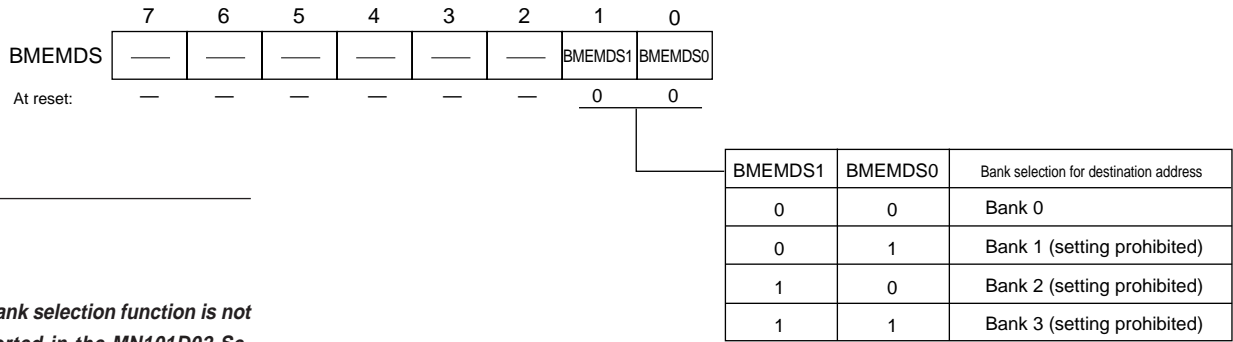 7 6 5 4 3 2 1 0
BMEMDS — — — — — — BMEMDS1 BMEMDS0
At reset: — — — — — — 0 0
BMEMDS1 BMEMDS0 Bank selection for destination address
0 0 Bank 0
0 1 Bank 1 (setting prohibited)
1 0 Bank 2 (setting prohibited)
1 1 Bank 3 (setting prohibited)
ank selection function is not